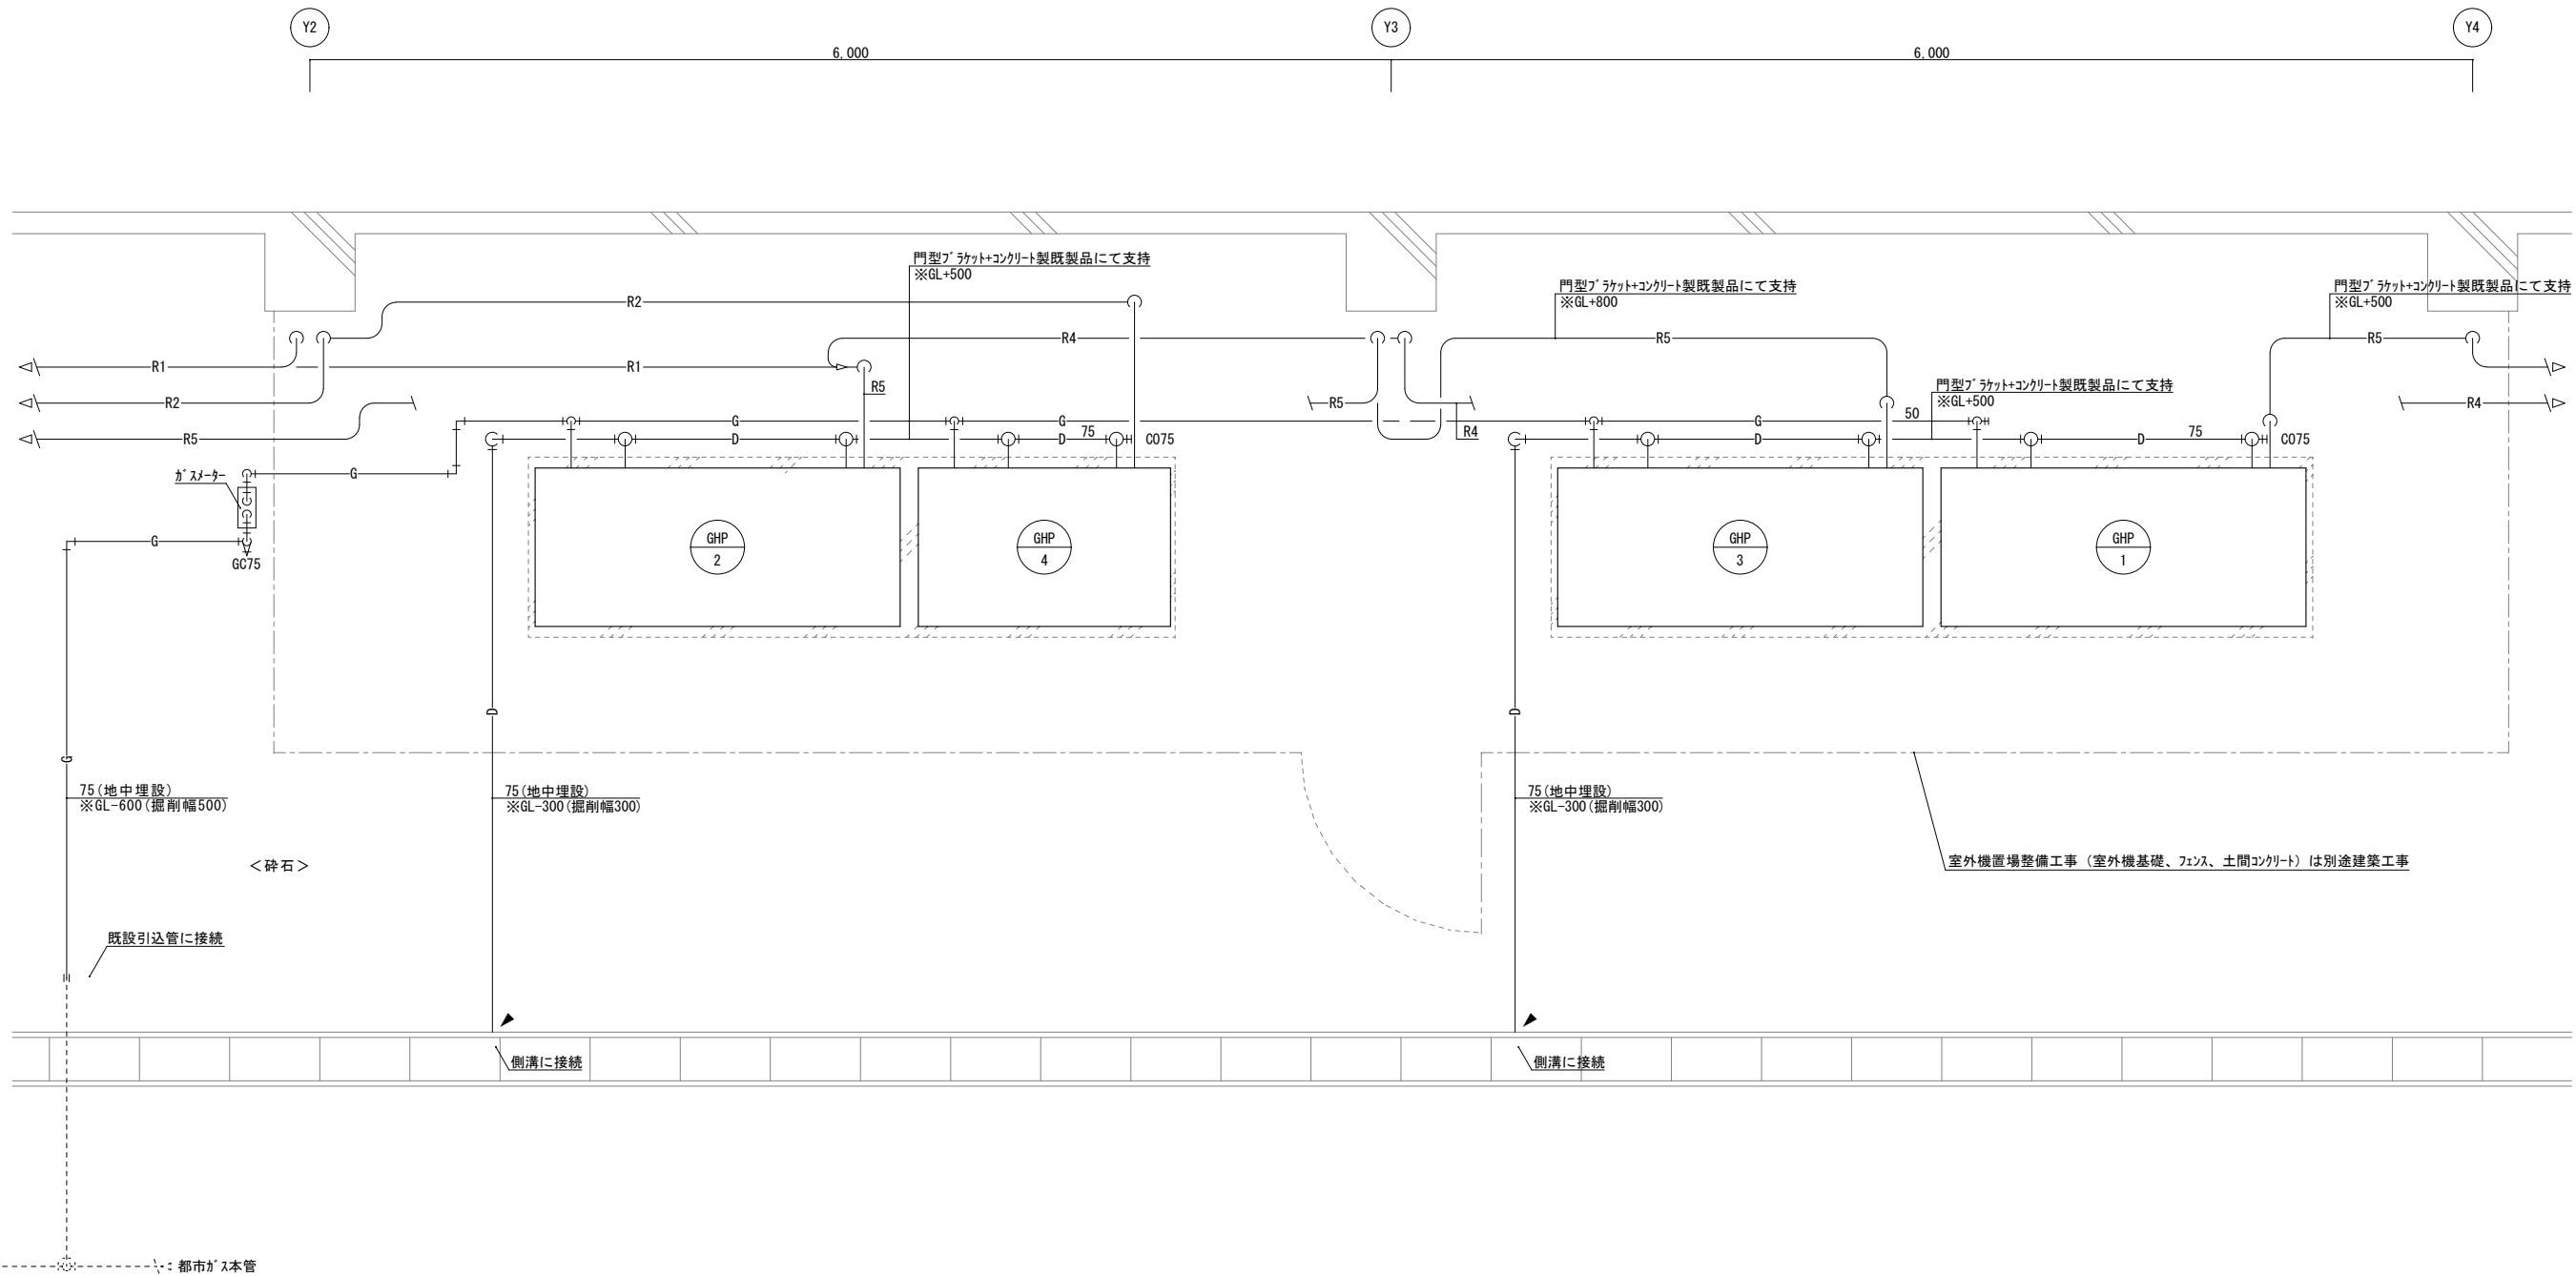 Y2
Y3
Y4
6,000
6,000
門型ブラケット+コンクリート製既製品にて支持
※GL+500
門型ブラケット+コンクリート製既製品にて支持
※GL+800
門型ブラケット+コンクリート製既製品にて支持
※GL+500
R2
R4
R5
R5
R1
R1
R5
門型ブラケット+コンクリート製既製品にて支持
※GL+500
R2
R5
R4
50
G
G
G
R5
D
D
75
CO75
R4
D
D
75
CO75
ガスメーター
G
G
GC75
GHP
2
GHP
4
GHP
3
GHP
1
D
D
G
75(地中埋設)
※GL-600(掘削幅500)
75(地中埋設)
※GL-300(掘削幅300)
75(地中埋設)
※GL-300(掘削幅300)
<砕石>
室外機置場整備工事(室外機基礎、フェンス、土間コンクリート)は別途建築工事
既設引込管に接続
側溝に接続
側溝に接続
都市ガス本管